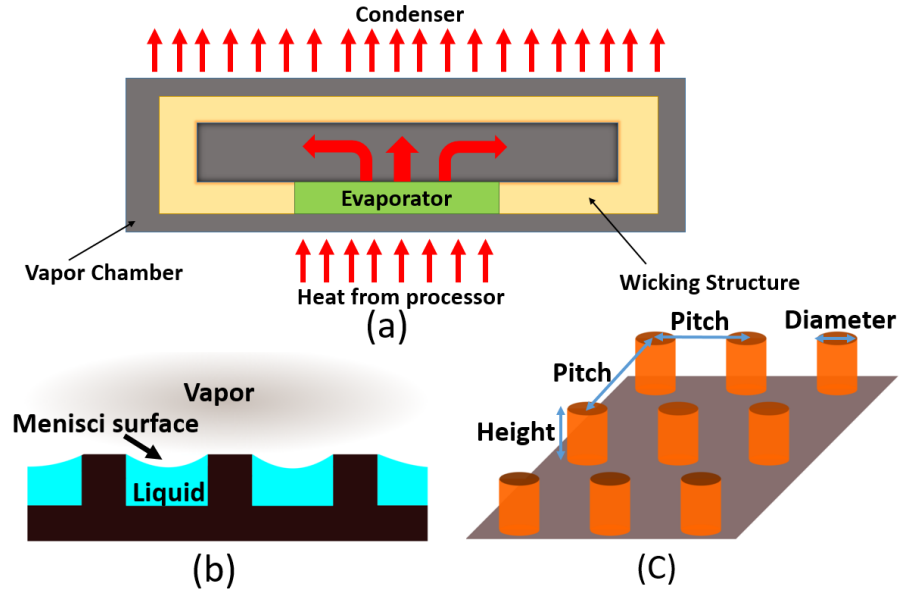 Condenser
Evaporator
Vapor Chamber
Wicking Structure
Heat from processor
(a)
Pitch
Diameter
Pitch
Height
Vapor
Menisci surface
Liquid
(b)
(C)